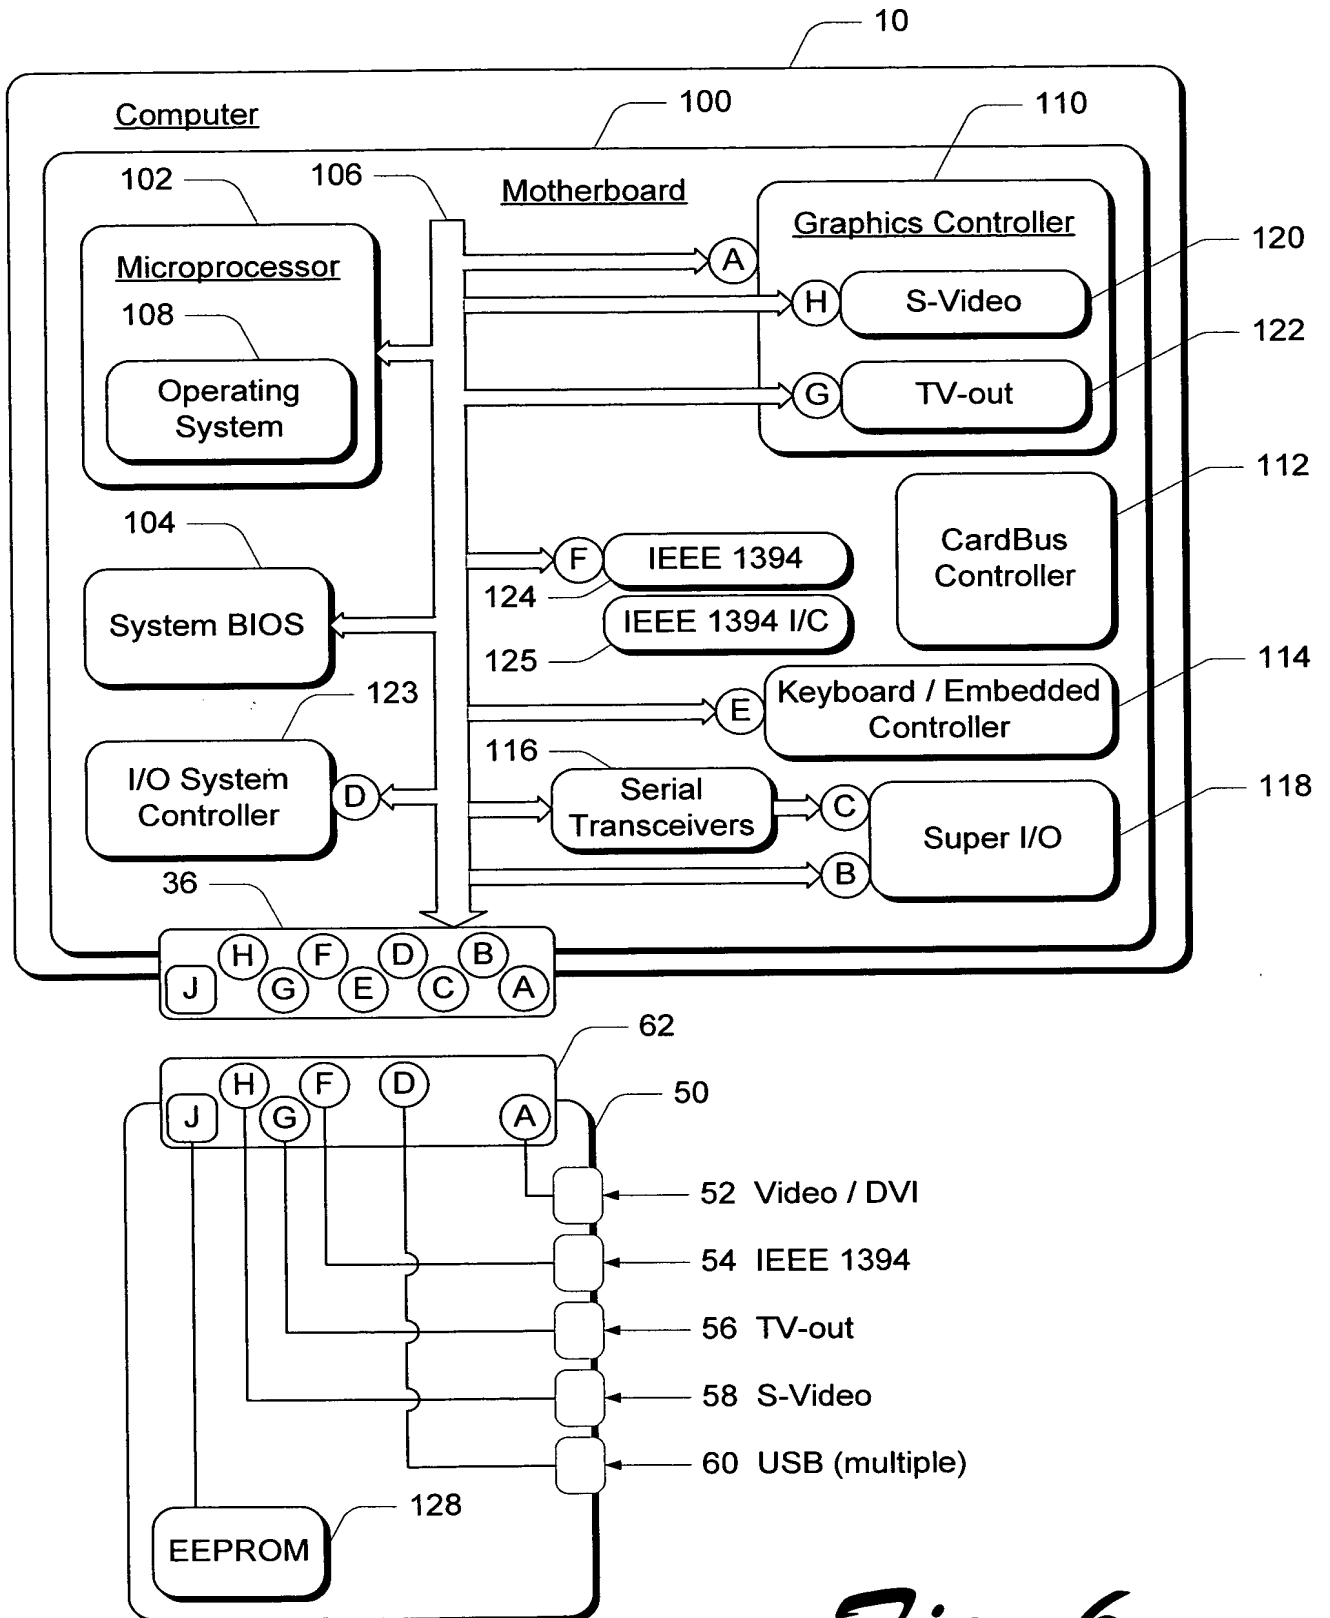 10
Computer
100
110
102
106
Motherboard
Graphics Controller
120
Microprocessor
A
108
H
S-Video
122
Operating
System
G
TV-out
112
104
CardBus
Controller
F
IEEE 1394
124
System BIOS
IEEE 1394 I/C
125
114
123
Keyboard / Embedded
Controller
E
116
I/O System
Controller
D
Serial
Transceivers
C
118
Super I/O
B
36
H
F
D
B
J
G
E
C
A
62
H
F
D
50
J
G
A
52 Video / DVI
54 IEEE 1394
56 TV-out
58 S-Video
60 USB (multiple)
128
EEPROM